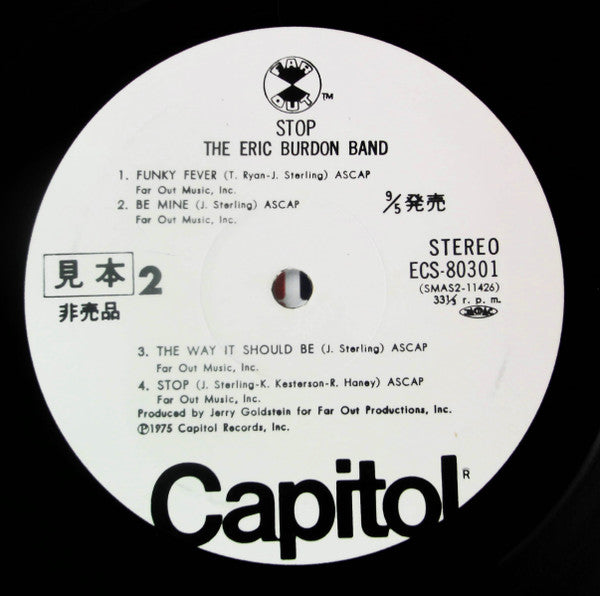 FAR
OUT
TM
STOP
THE ERIC BURDON BAND
1. FUNKY FEVER (T. Ryan-J. Sterling) ASCAP
Far Out Music, Inc.
2. BE MINE (J. Sterling) ASCAP
Far Out Music, Inc.
9/5 発売
見本 2
非売品
STEREO
ECS-80301
(SMAS2-11426)
33⅓ r. p. m.
3. THE WAY IT SHOULD BE (J. Sterling) ASCAP
Far Out Music, Inc.
4. STOP (J. Sterling-K. Kesterson-R. Haney) ASCAP
Far Out Music, Inc.
Produced by Jerry Goldstein for Far Out Productions, Inc.
Ⓟ1975 Capitol Records, Inc.
Capitol R